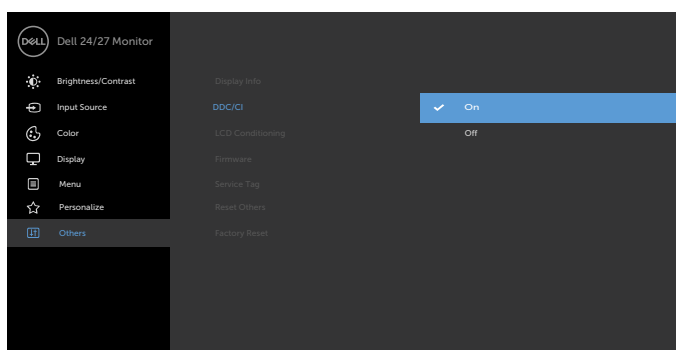 DELL
Dell 24/27 Monitor
Brightness/Contrast
Input Source
Color
Display
Menu
Personalize
Others
Display Info
DDC/CI
LCD Conditioning
Firmware
Service Tag
Reset Others
Factory Reset
On
Off